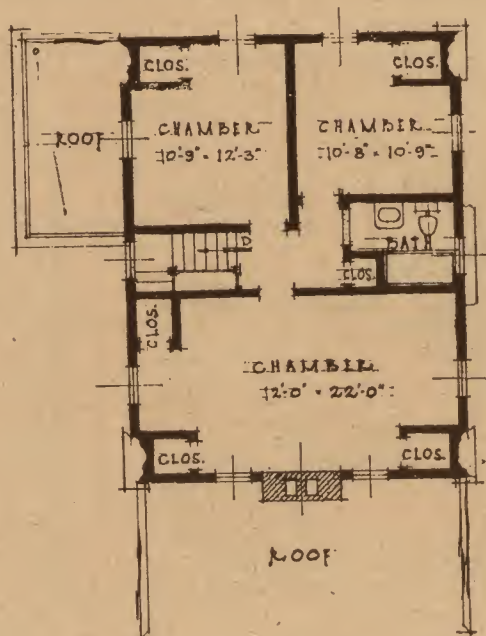 CLOS.
CLOS.
ROOF
CHAMBER
10'-9" × 12'-3"
CHAMBER
10'-8" × 10'-9"
D
BATH
CLOS.
CLOS.
CHAMBER
12'-0" × 22'-0"
CLOS.
CLOS.
ROOF